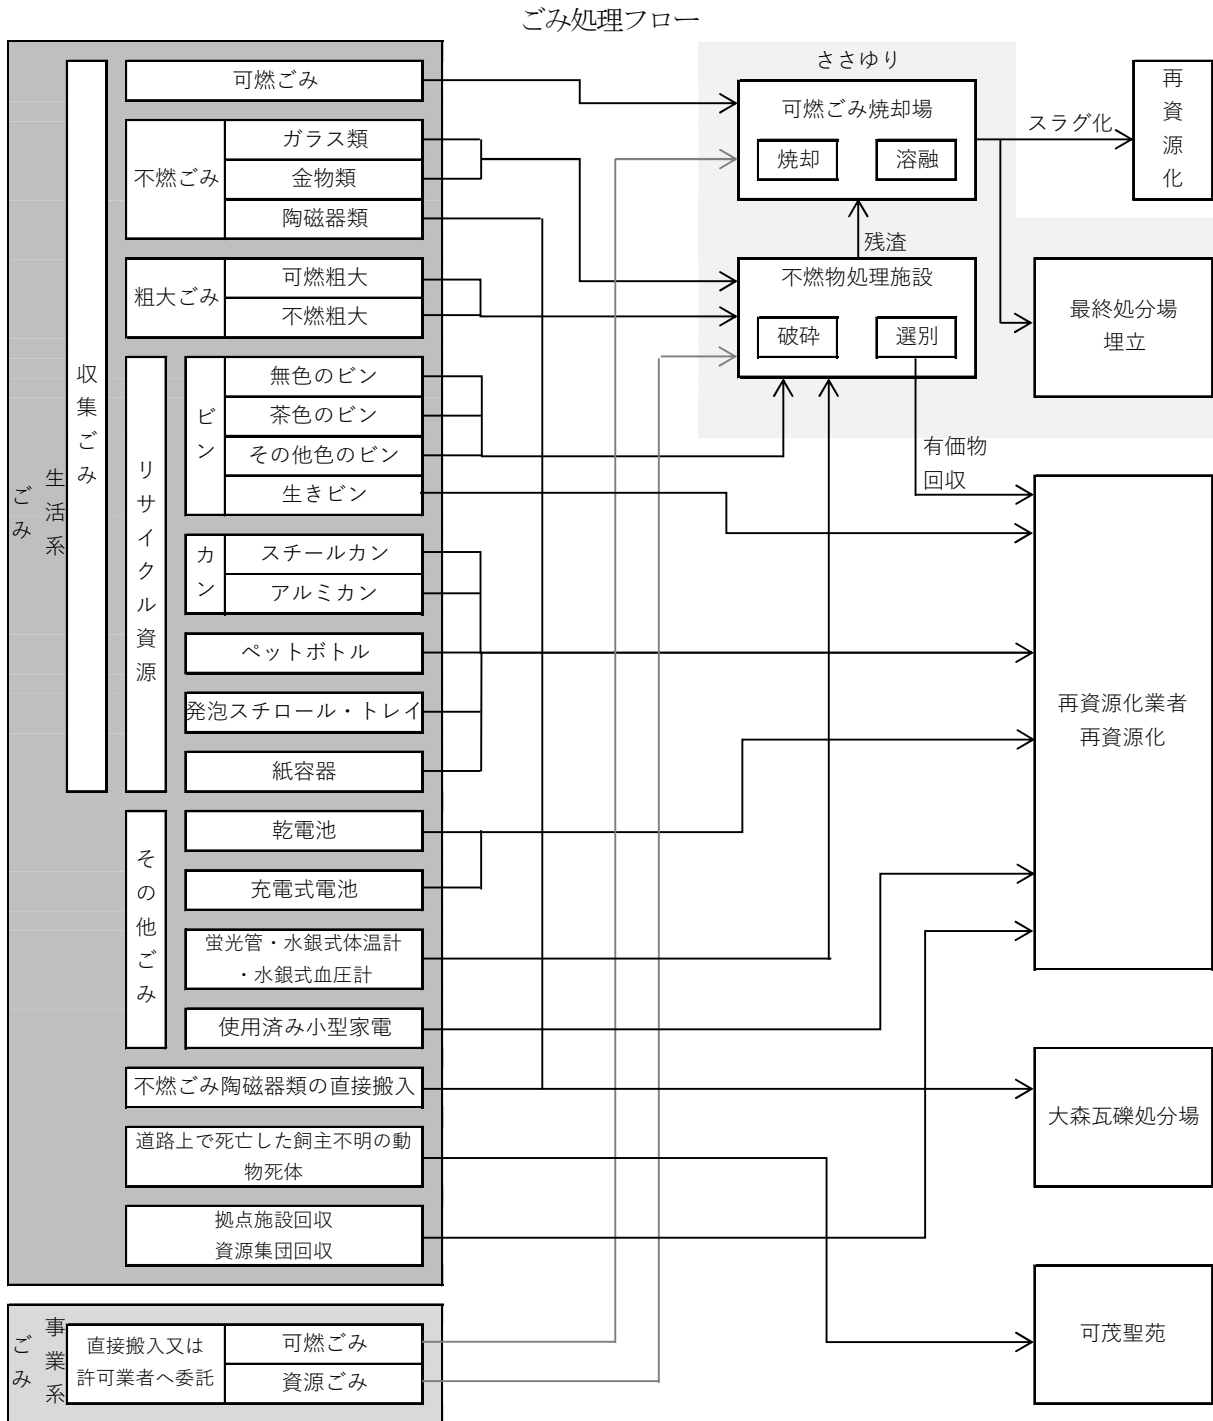 ごみ処理フロー
生活系
ごみ
収集ごみ
可燃ごみ
不燃ごみ
ガラス類
金物類
陶磁器類
粗大ごみ
可燃粗大
不燃粗大
リサイクル資源
ビン
無色のビン
茶色のビン
その他色のビン
生きビン
カン
スチールカン
アルミカン
ペットボトル
発泡スチロール・トレイ
紙容器
その他ごみ
乾電池
充電式電池
蛍光管・水銀式体温計
・水銀式血圧計
使用済み小型家電
不燃ごみ陶磁器類の直接搬入
道路上で死亡した飼主不明の動
物死体
拠点施設回収
資源集団回収
事業系
ごみ
直接搬入又は
許可業者へ委託
可燃ごみ
資源ごみ
ささゆり
可燃ごみ焼却場
焼却
溶融
残渣
不燃物処理施設
破砕
選別
スラグ化
再資源化
最終処分場
埋立
有価物
回収
再資源化業者
再資源化
大森瓦礫処分場
可茂聖苑